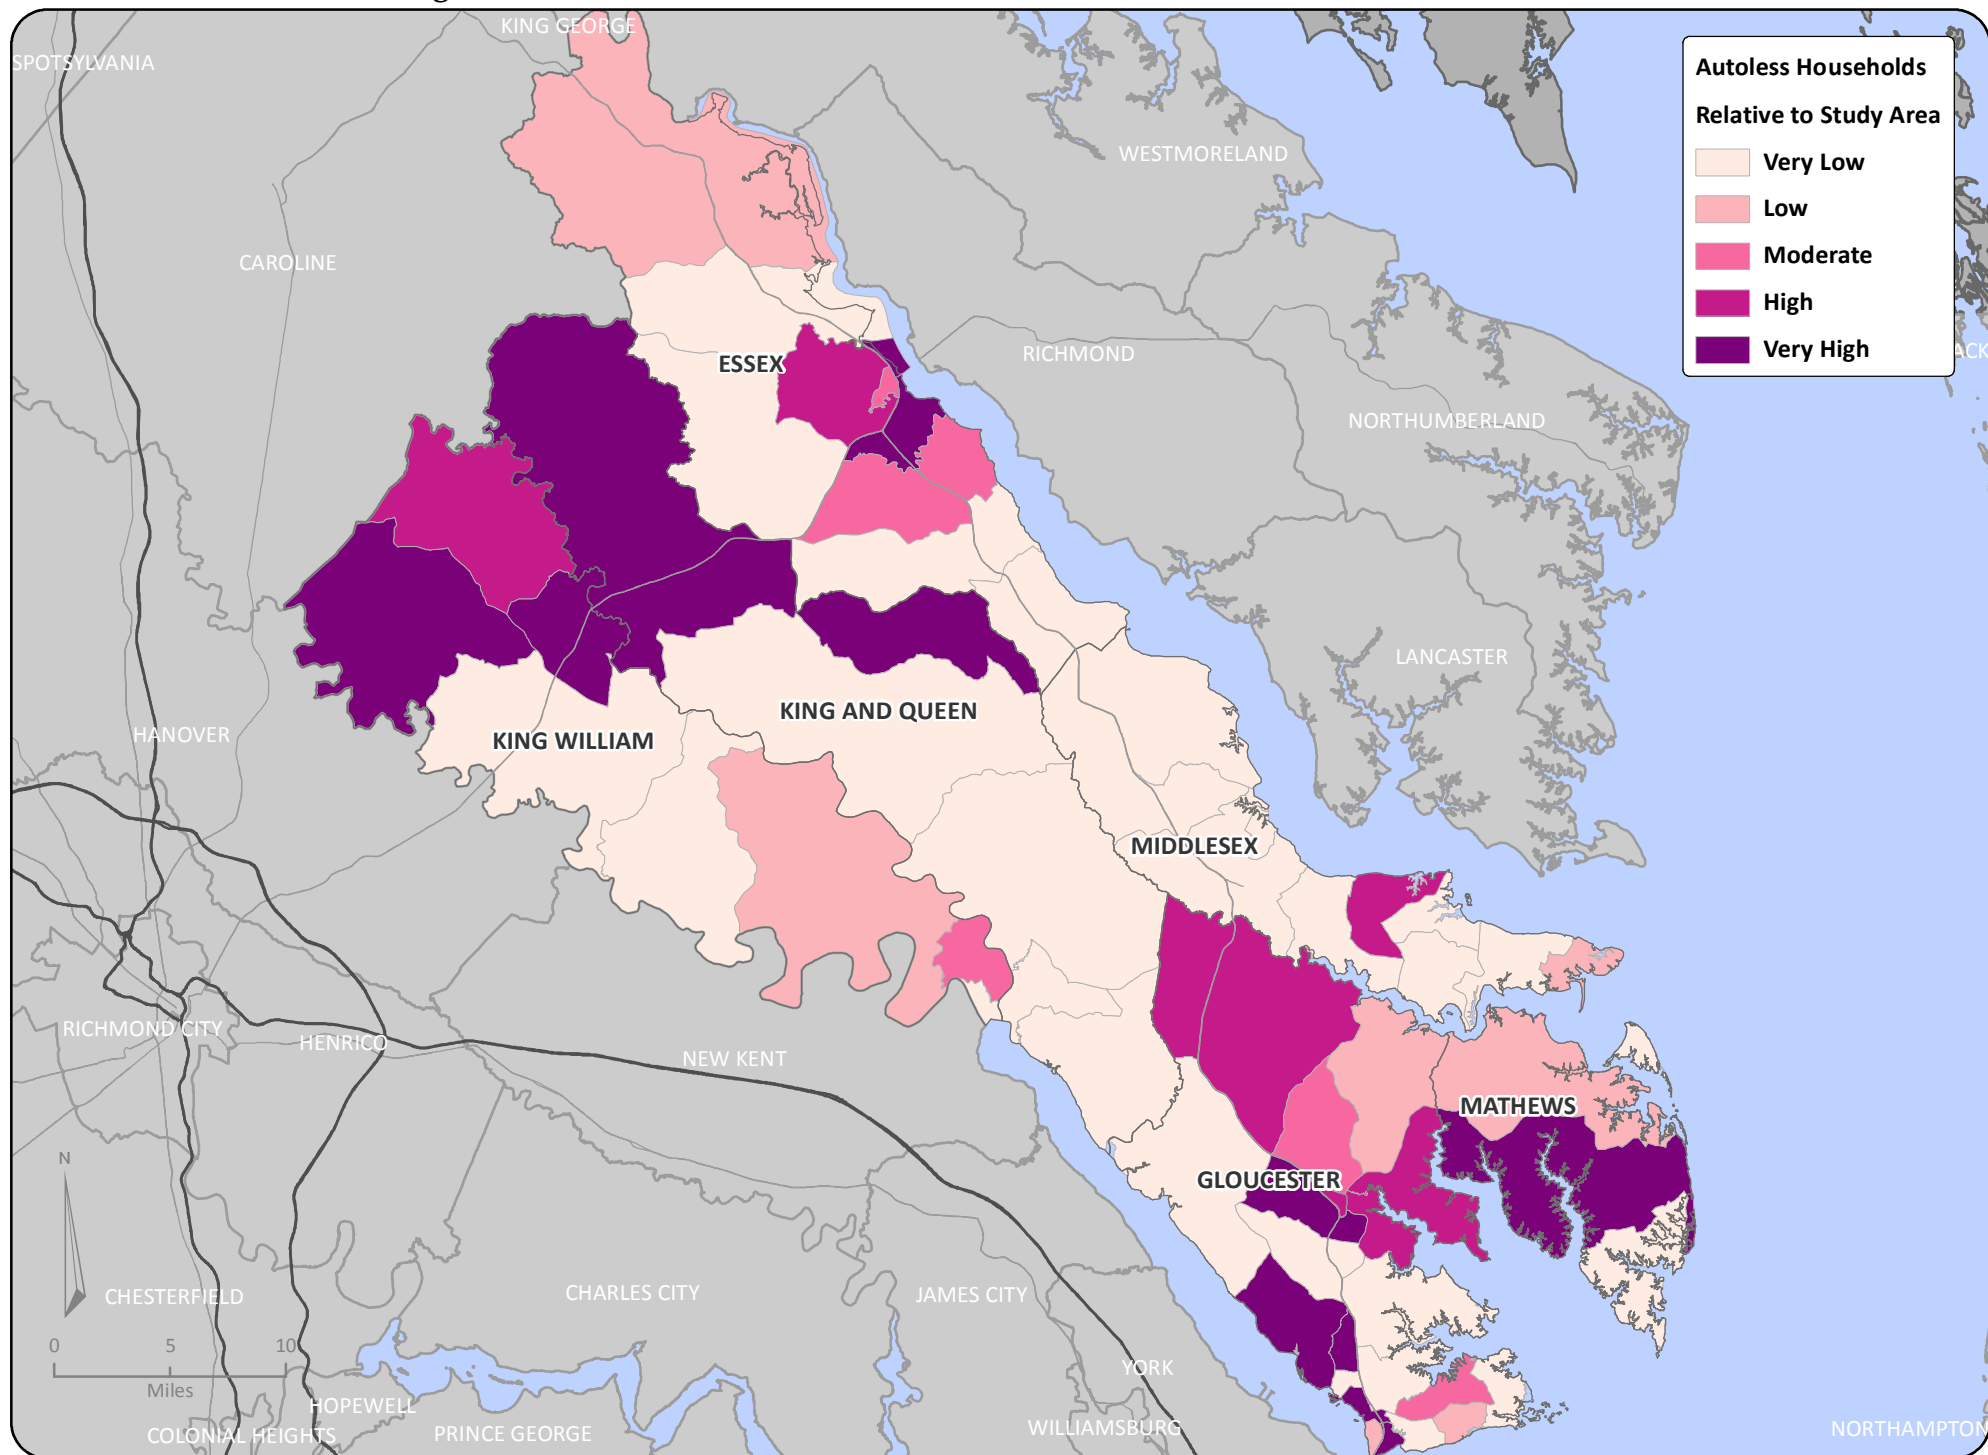 KING GEORGE
SPOTSYLVANIA
Autoless Households
Relative to Study Area
Very Low
Low
Moderate
High
Very High
WESTMORELAND
CAROLINE
RICHMOND
ESSEX
NORTHUMBERLAND
LANCASTER
KING AND QUEEN
HANOVER
KING WILLIAM
MIDDLESEX
RICHMOND CITY
HENRICO
NEW KENT
MATHEWS
N
GLOUCESTER
CHARLES CITY
JAMES CITY
CHESTERFIELD
0 5 10
Miles
YORK
HOPEWELL
WILLIAMSBURG
NORTHAMPTON
PRINCE GEORGE
COLONIAL HEIGHTS